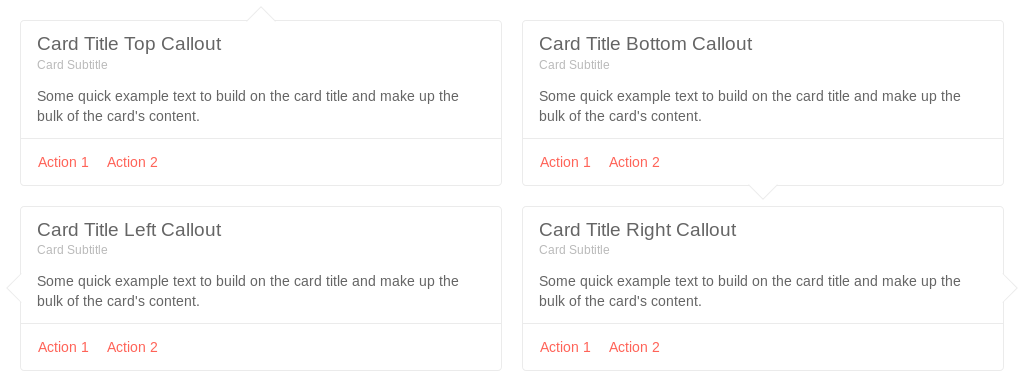 Card Title Top Callout
Card Subtitle
Some quick example text to build on the card title and make up the
bulk of the card's content.
Action 1 Action 2
Card Title Bottom Callout
Card Subtitle
Some quick example text to build on the card title and make up the
bulk of the card's content.
Action 1 Action 2
Card Title Left Callout
Card Subtitle
Some quick example text to build on the card title and make up the
bulk of the card's content.
Action 1 Action 2
Card Title Right Callout
Card Subtitle
Some quick example text to build on the card title and make up the
bulk of the card's content.
Action 1 Action 2